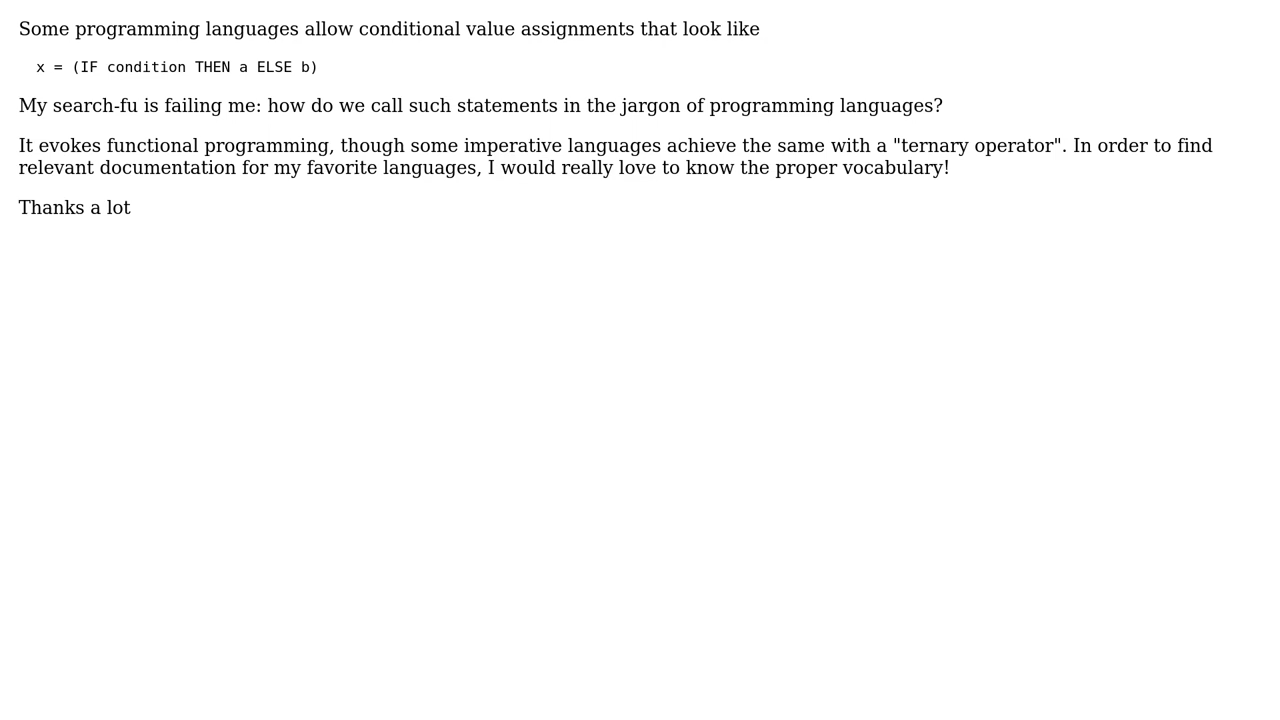 Some programming languages allow conditional value assignments that look like
x = (IF condition THEN a ELSE b)
My search-fu is failing me: how do we call such statements in the jargon of programming languages?
It evokes functional programming, though some imperative languages achieve the same with a "ternary operator". In order to find
relevant documentation for my favorite languages, I would really love to know the proper vocabulary!
Thanks a lot